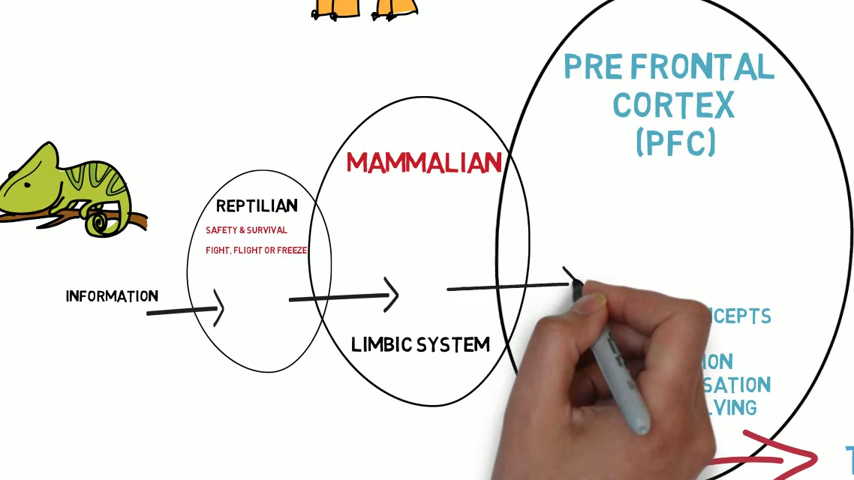 PRE FRONTAL
CORTEX
(PFC)
MAMMALIAN
REPTILIAN
SAFETY & SURVIVAL
FIGHT, FLIGHT OR FREEZE
INFORMATION
LIMBIC SYSTEM